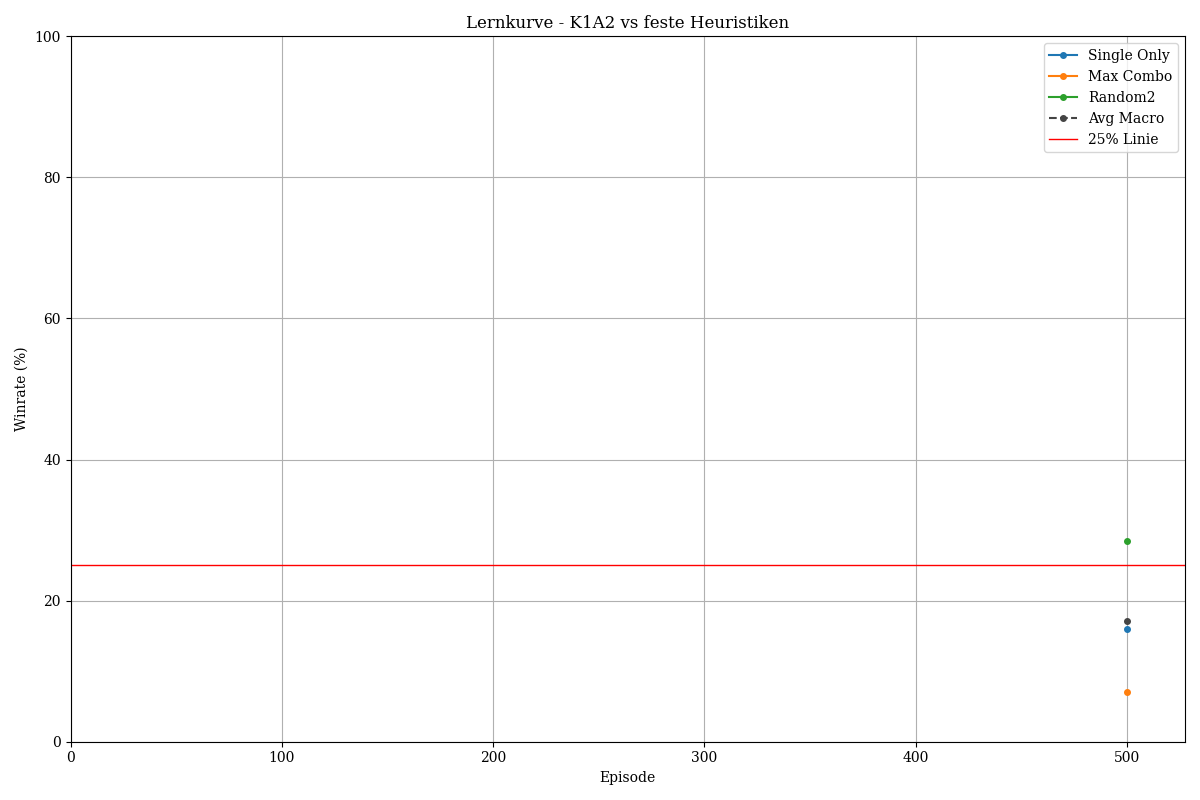 Lernkurve - K1A2 vs feste Heuristiken
100
80
60
40
20
0
Winrate (%)
Single Only
Max Combo
Random2
Avg Macro
25% Linie
0 100 200 300 400 500
Episode